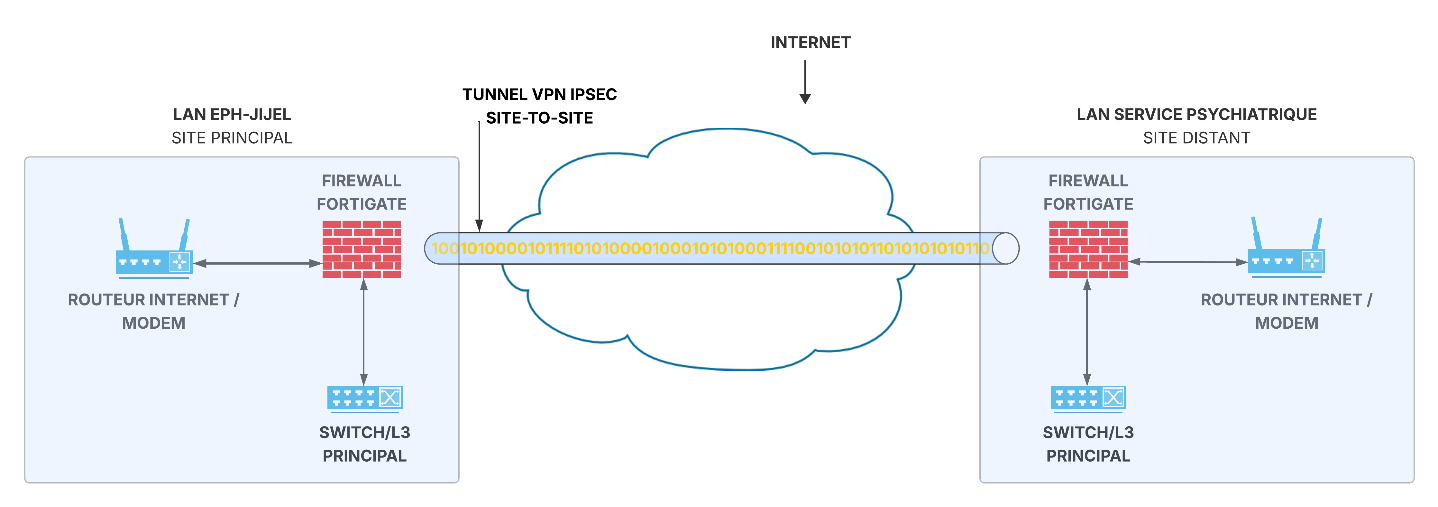 INTERNET
TUNNEL VPN IPSEC
SITE-TO-SITE
LAN EPH-JIJEL
SITE PRINCIPAL
LAN SERVICE PSYCHIATRIQUE
SITE DISTANT
FIREWALL
FORTIGATE
ROUTEUR INTERNET /
MODEM
SWITCH/L3
PRINCIPAL
FIREWALL
FORTIGATE
ROUTEUR INTERNET /
MODEM
SWITCH/L3
PRINCIPAL